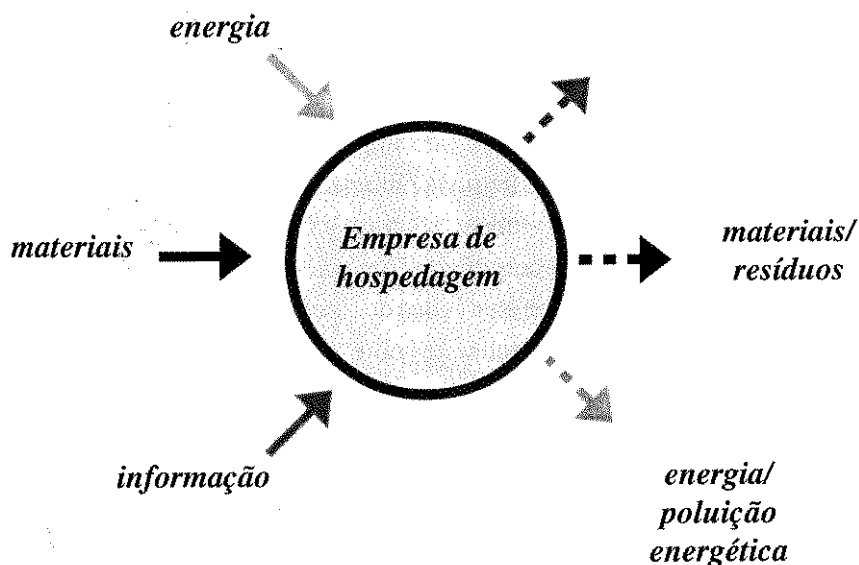 energia
materiais
Empresa de
hospedagem
materiais/
resíduos
informação
energia/
poluição
energética